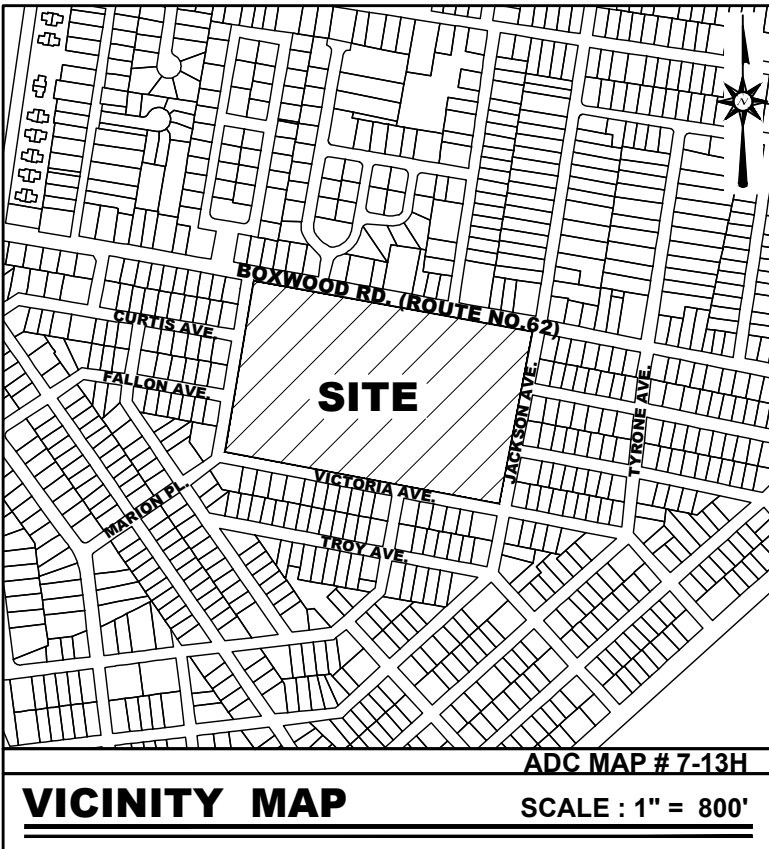 N
BOXWOOD RD. (ROUTE NO.62)
CURTIS AVE.
FALLON AVE.
SITE
JACKSON AVE.
TYRONE AVE.
MARION PL.
VICTORIA AVE.
TROY AVE.
ADC MAP # 7-13H
VICINITY MAP
SCALE : 1" = 800'